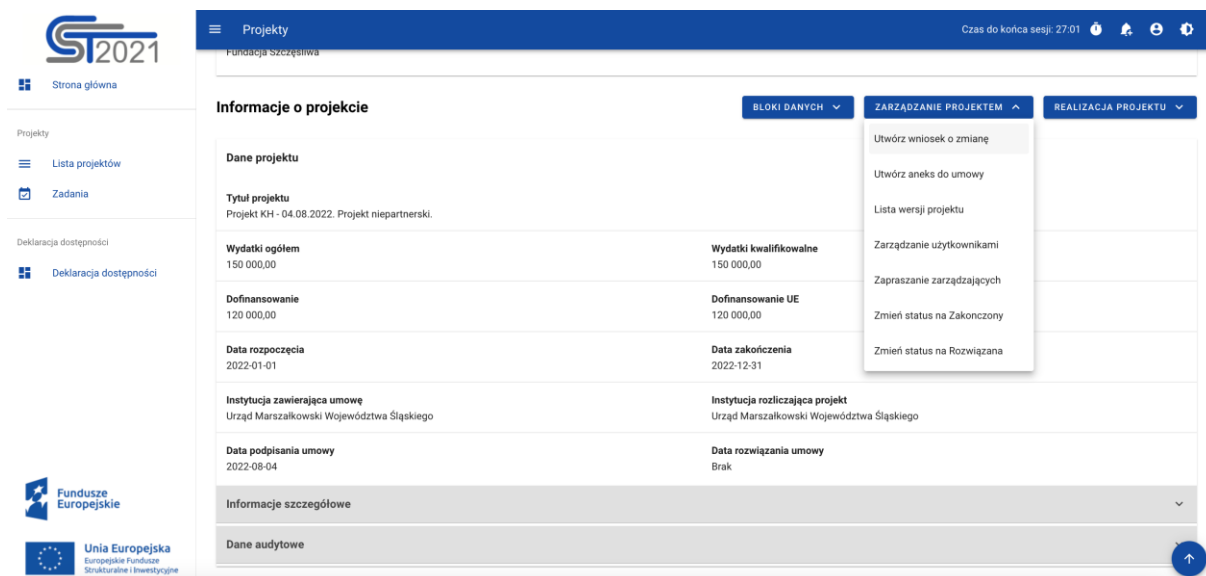 CST2021
Strona główna
Projekty
Lista projektów
Zadania
Deklaracja dostępności
Deklaracja dostępności
Fundusze
Europejskie
Unia Europejska
Europejskie Fundusze
Strukturalne i Inwestycyjne
Projekty
Czas do końca sesji: 27:01
Fundacja Szczęśliwa
Informacje o projekcie
BLOKI DANYCH
ZARZĄDZANIE PROJEKTEM
REALIZACJA PROJEKTU
Utwórz wniosek o zmianę
Utwórz aneks do umowy
Lista wersji projektu
Zarządzanie użytkownikami
Zapraszanie zarządzających
Zmień status na Zakonczony
Zmień status na Rozwiązana
Dane projektu
Tytuł projektu
Projekt KH - 04.08.2022. Projekt niepartnerski.
Wydatki ogółem
150 000,00
Wydatki kwalifikowalne
150 000,00
Dofinansowanie
120 000,00
Dofinansowanie UE
120 000,00
Data rozpoczęcia
2022-01-01
Data zakończenia
2022-12-31
Instytucja zawierająca umowę
Urząd Marszałkowski Województwa Śląskiego
Instytucja rozliczająca projekt
Urząd Marszałkowski Województwa Śląskiego
Data podpisania umowy
2022-08-04
Data rozwiązania umowy
Brak
Informacje szczegółowe
Dane audytowe